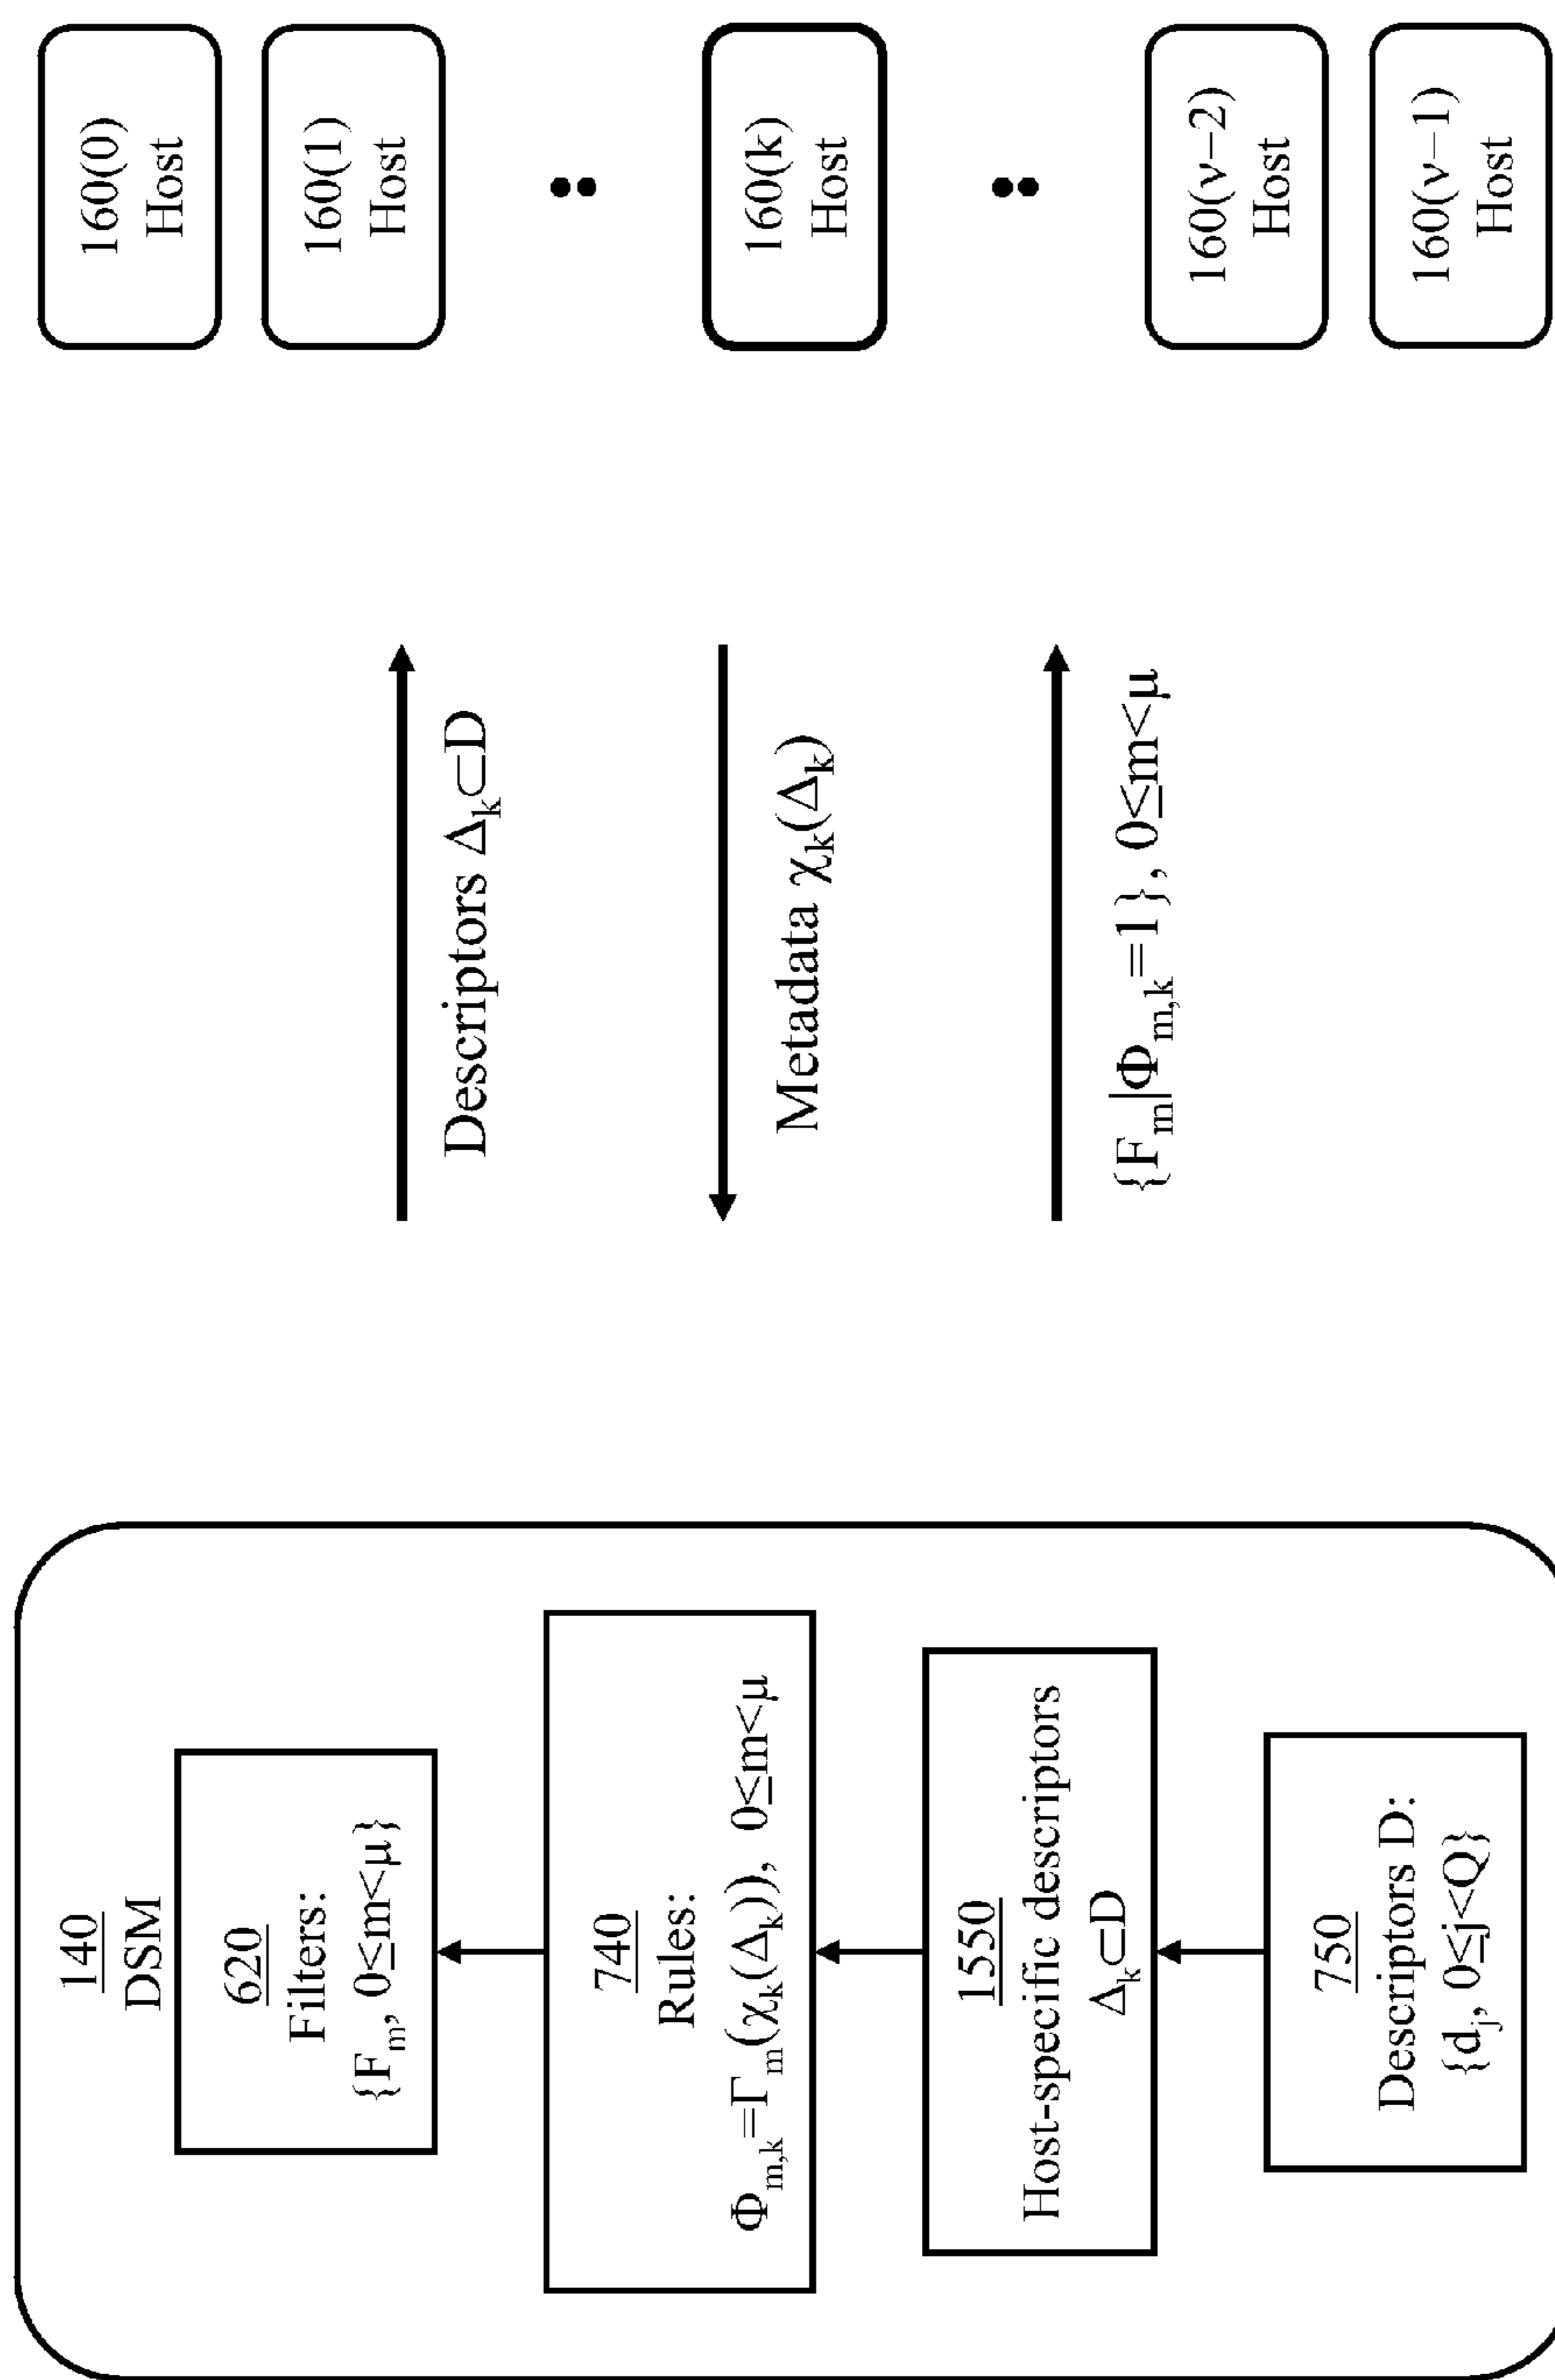 140
DSM
620
Filters:
{Fₘ, 0≤m<μ}
740
Rules:
Φₘ,ₖ=Γₘ(χₖ(Δₖ)), 0≤m<μ
1550
Host-specific descriptors
Δₖ⊂D
750
Descriptors D:
{dⱼ, 0≤j<Q}
Descriptors Δₖ⊂D
Metadata χₖ(Δₖ)
{Fₘ|Φₘ,ₖ=1}, 0≤m<μ
160(0)
Host
160(1)
Host
160(k)
Host
160(ν−2)
Host
160(ν−1)
Host